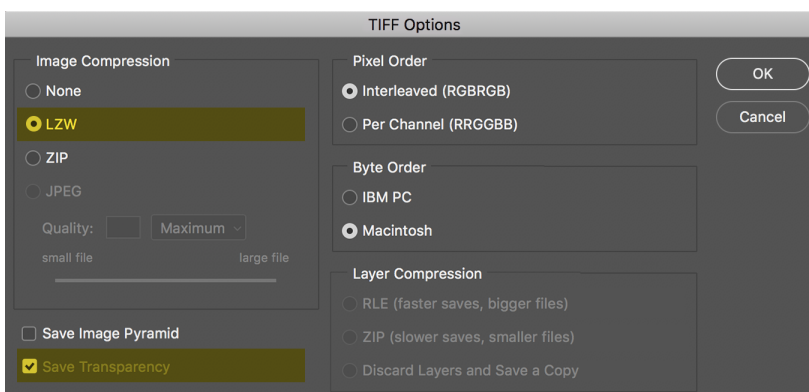 TIFF Options
Image Compression
None
LZW
ZIP
JPEG
Quality: Maximum
small file large file
Save Image Pyramid
Save Transparency
Pixel Order
Interleaved (RGBRGB)
Per Channel (RRGGBB)
Byte Order
IBM PC
Macintosh
Layer Compression
RLE (faster saves, bigger files)
ZIP (slower saves, smaller files)
Discard Layers and Save a Copy
OK
Cancel